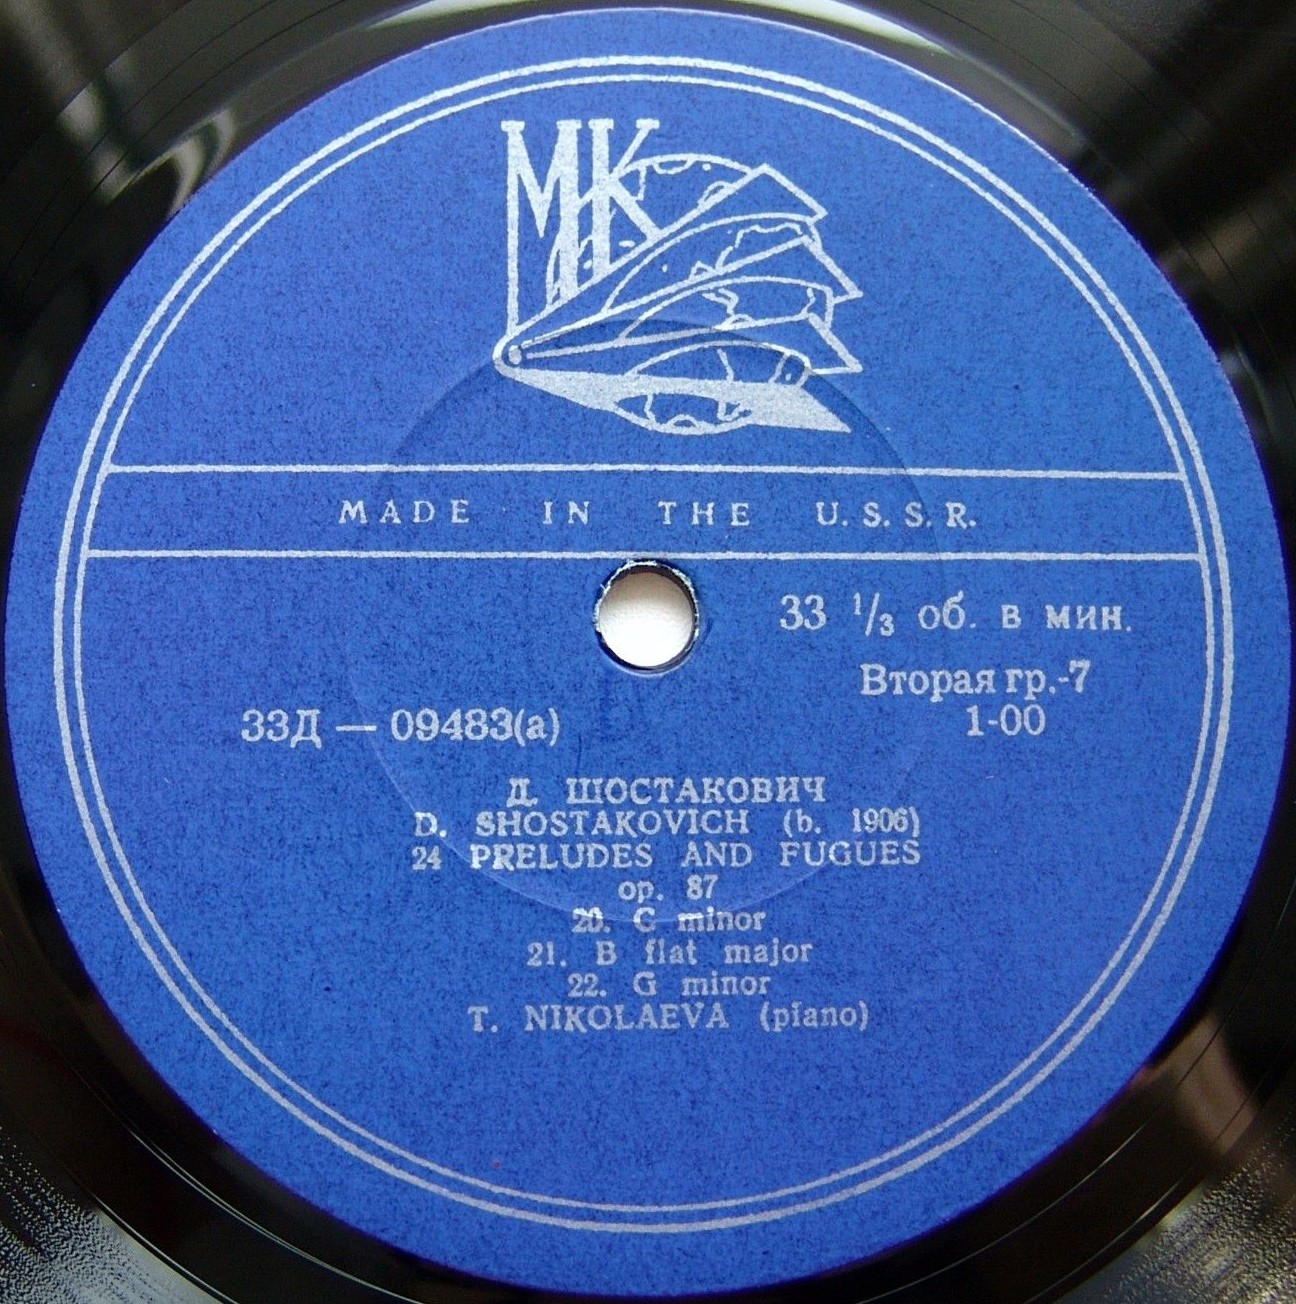 МК
MADE IN THE U.S.S.R.
33 1/3 об. в мин.
Вторая гр.-7
1-00
33Д — 09483(а)
Д. ШОСТАКОВИЧ
D. SHOSTAKOVICH (b. 1906)
24 PRELUDES AND FUGUES
op. 87
20. C minor
21. B flat major
22. G minor
T. NIKOLAEVA (piano)